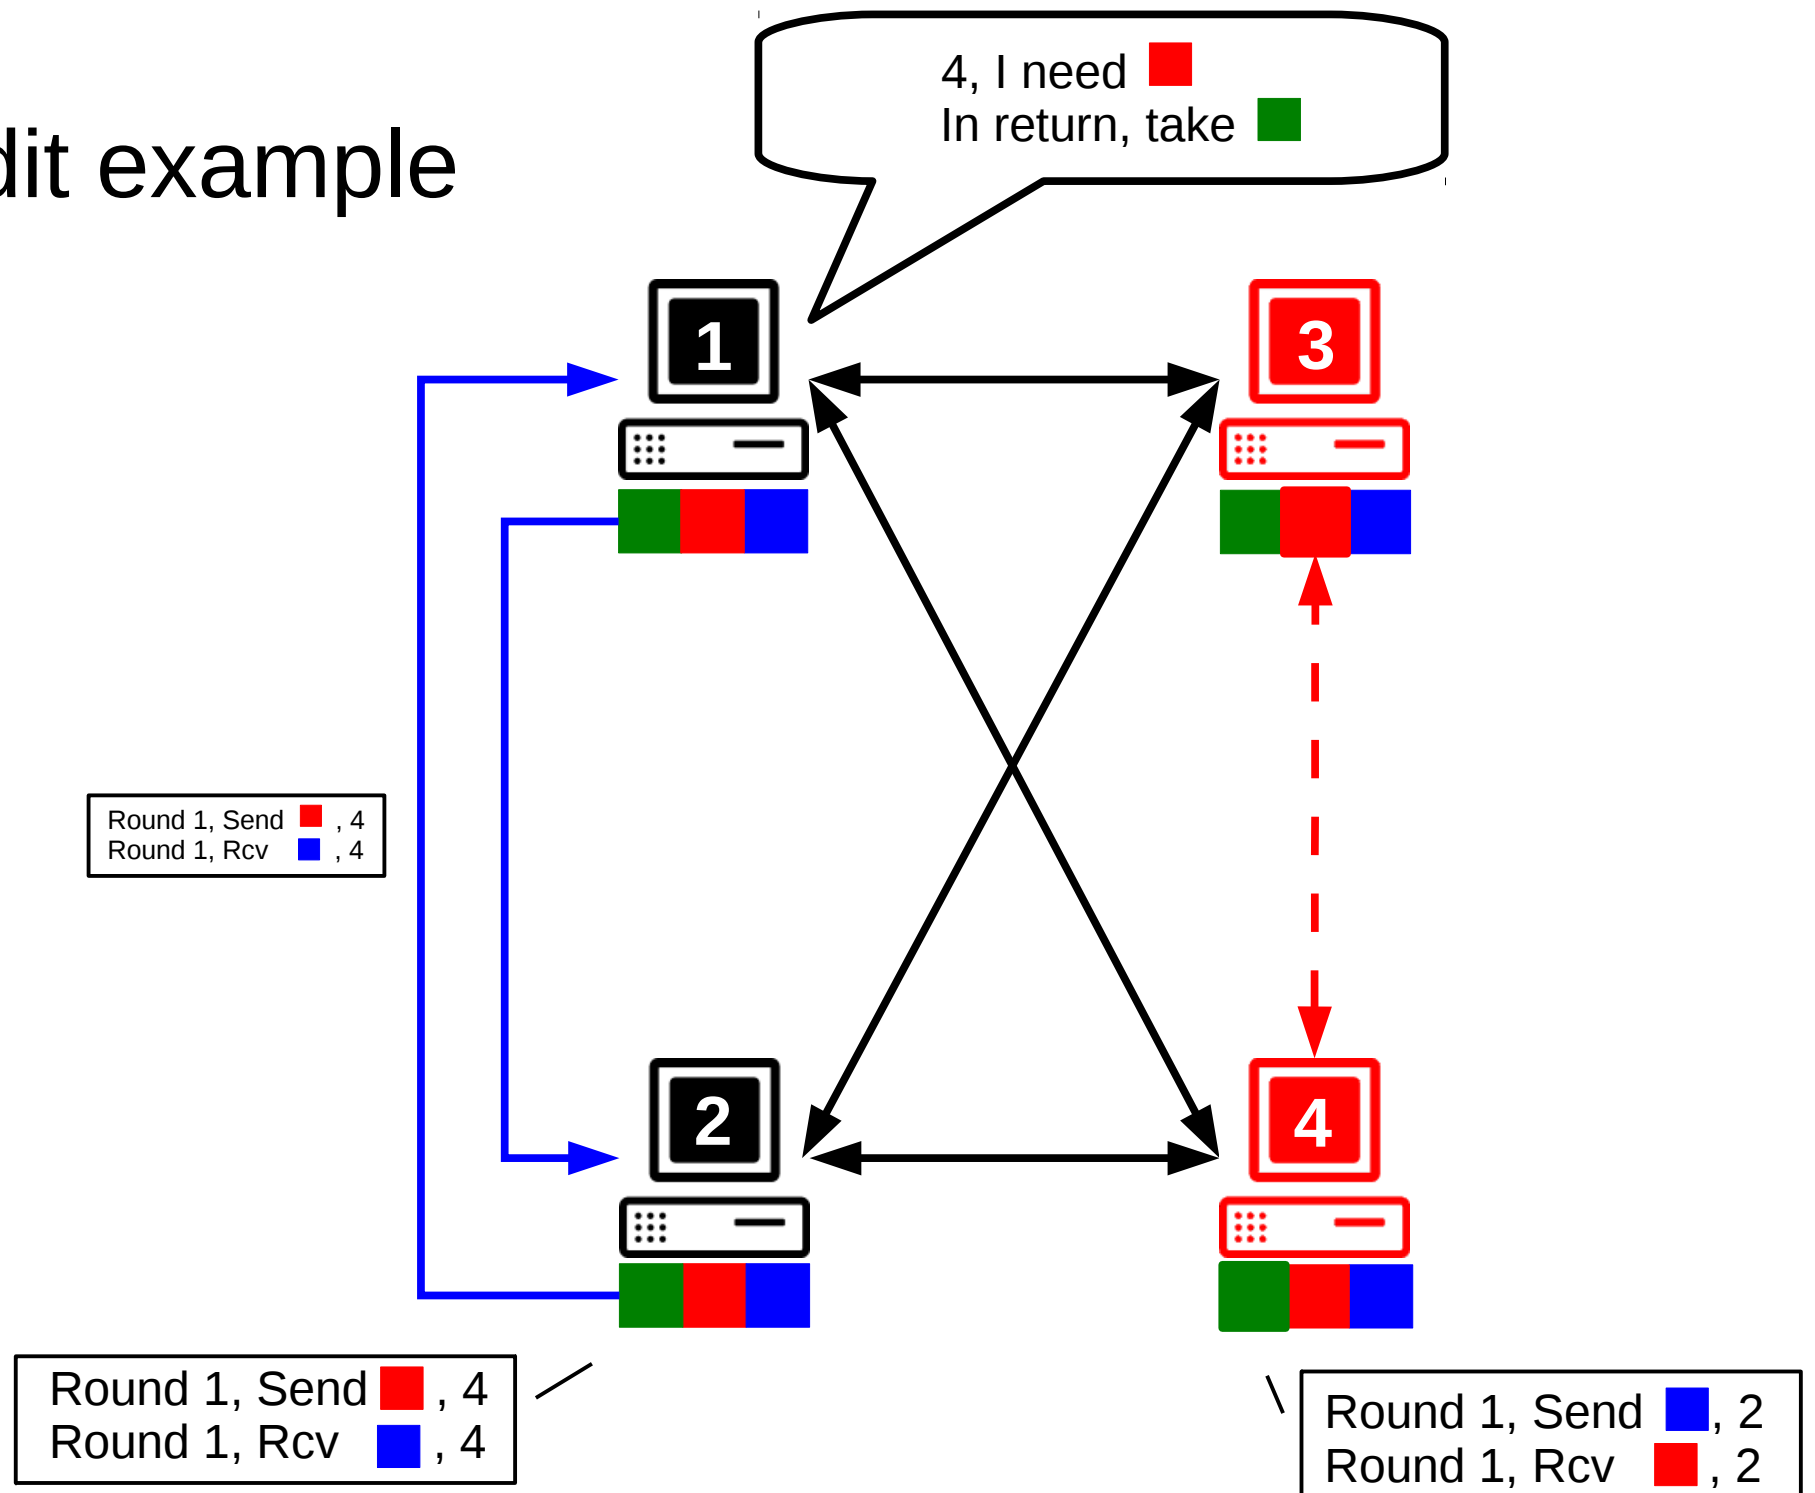 4, I need
In return, take
dit example
1
3
Round 1, Send , 4
Round 1, Rcv , 4
2
4
Round 1, Send , 4
Round 1, Rcv , 4
Round 1, Send , 2
Round 1, Rcv , 2